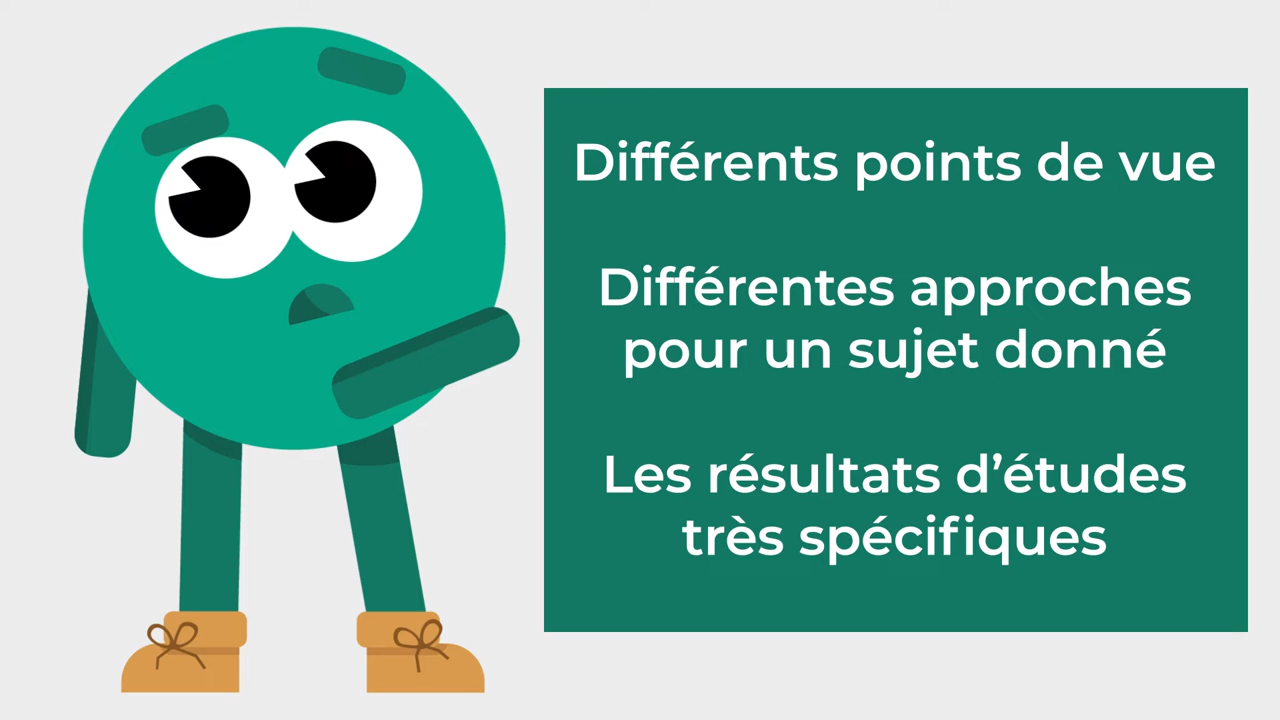 Différents points de vue
Différentes approches
pour un sujet donné
Les résultats d’études
très spécifiques